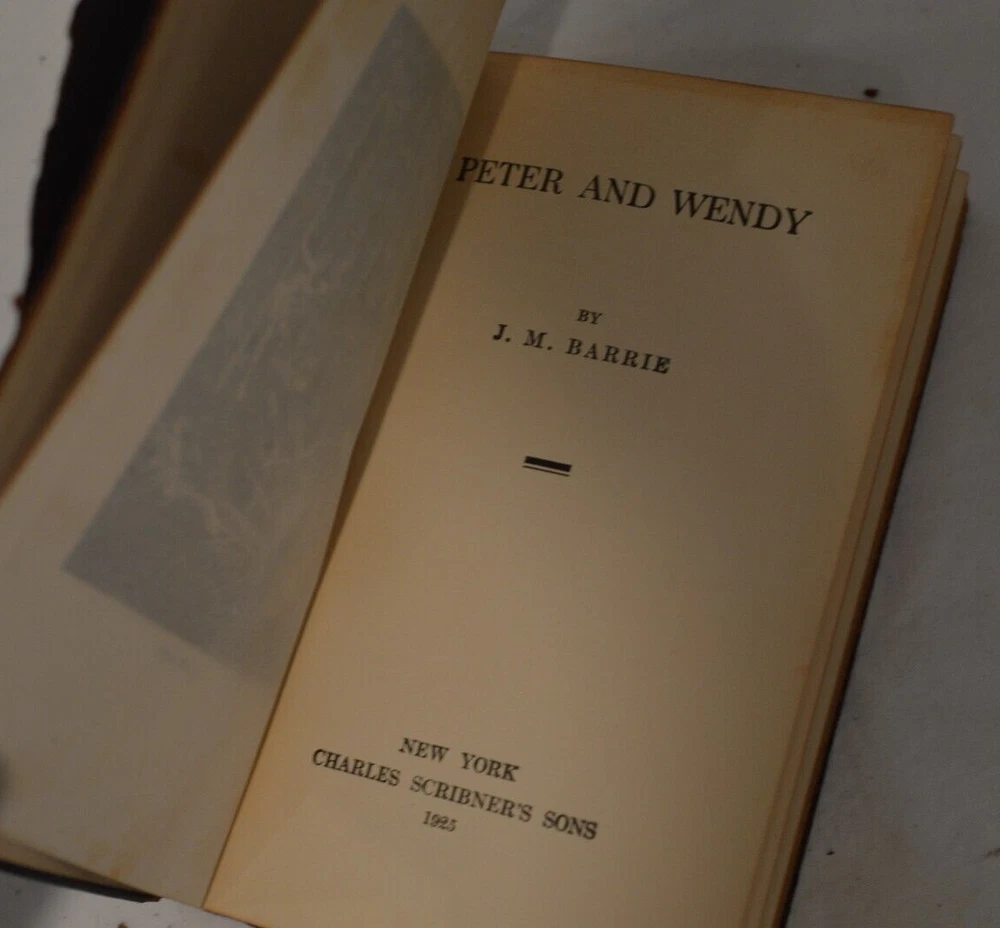 PETER AND WENDY
BY
J. M. BARRIE
NEW YORK
CHARLES SCRIBNER'S SONS
1925